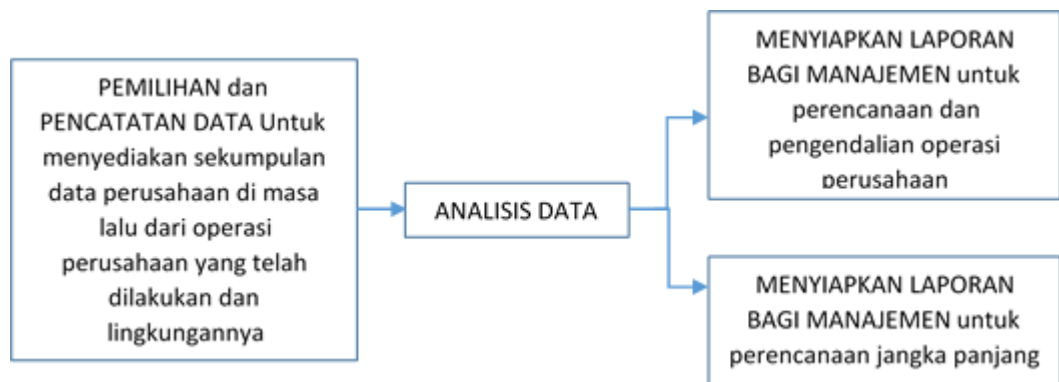 PEMILIHAN dan
PENCATATAN DATA Untuk
menyediakan sekumpulan
data perusahaan di masa
lalu dari operasi
perusahaan yang telah
dilakukan dan
lingkungannya
ANALISIS DATA
MENYIAPKAN LAPORAN
BAGI MANAJEMEN untuk
perencanaan dan
pengendalian operasi
perusahaan
MENYIAPKAN LAPORAN
BAGI MANAJEMEN untuk
perencanaan jangka panjang